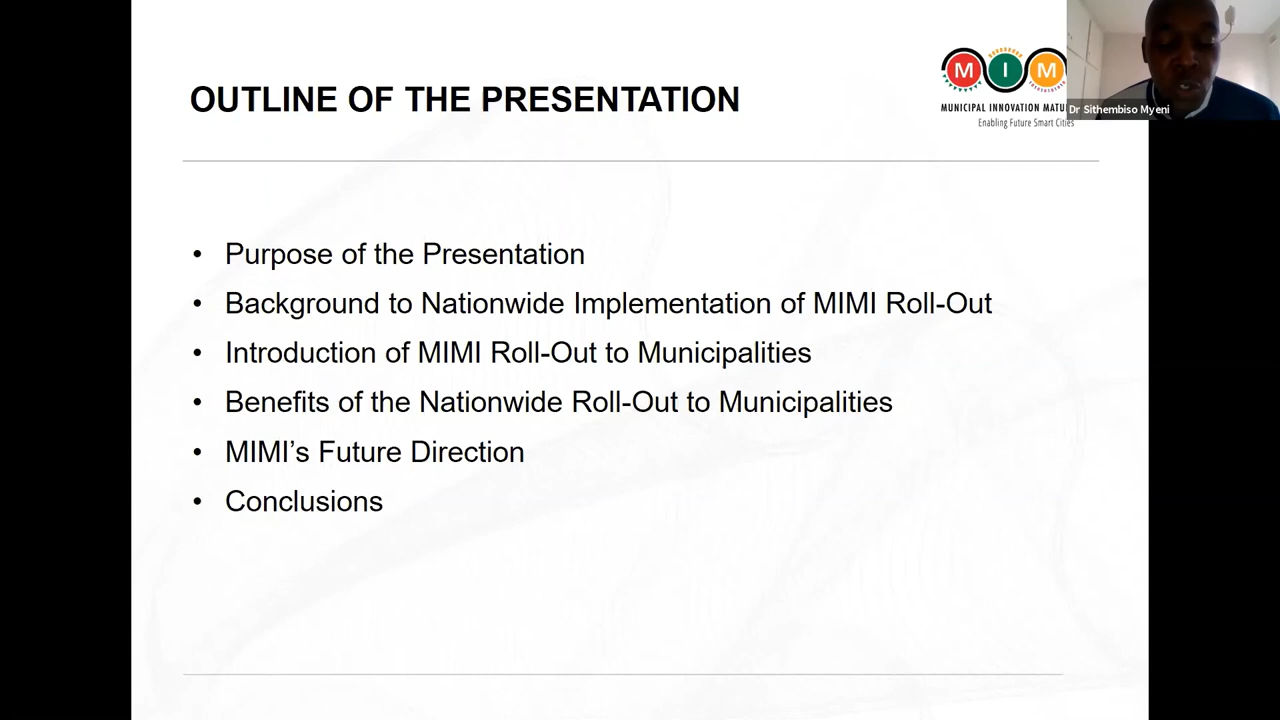 OUTLINE OF THE PRESENTATION
M I M
MUNICIPAL INNOVATION
Enabling Future Smart Cities
Dr Sithembiso Myeni
• Purpose of the Presentation
• Background to Nationwide Implementation of MIMI Roll-Out
• Introduction of MIMI Roll-Out to Municipalities
• Benefits of the Nationwide Roll-Out to Municipalities
• MIMI’s Future Direction
• Conclusions